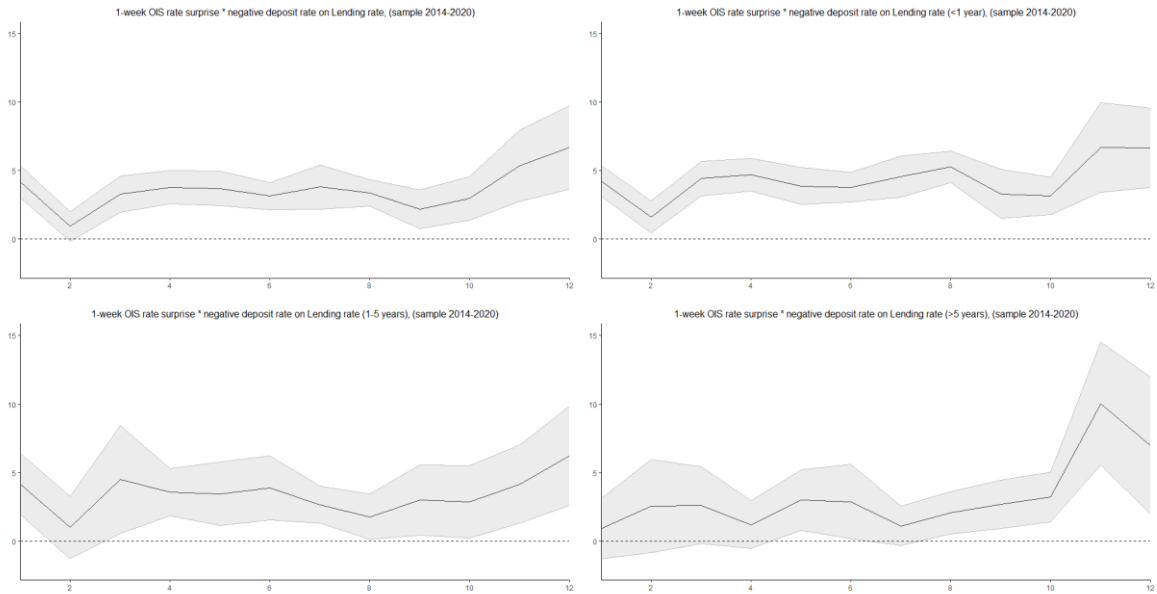 1-week OIS rate surprise * negative deposit rate on Lending rate, (sample 2014-2020)
15
10
5
0
2 4 6 8 10 12
1-week OIS rate surprise * negative deposit rate on Lending rate (<1 year), (sample 2014-2020)
15
10
5
0
2 4 6 8 10 12
1-week OIS rate surprise * negative deposit rate on Lending rate (1-5 years), (sample 2014-2020)
15
10
5
0
2 4 6 8 10 12
1-week OIS rate surprise * negative deposit rate on Lending rate (>5 years), (sample 2014-2020)
15
10
5
0
2 4 6 8 10 12